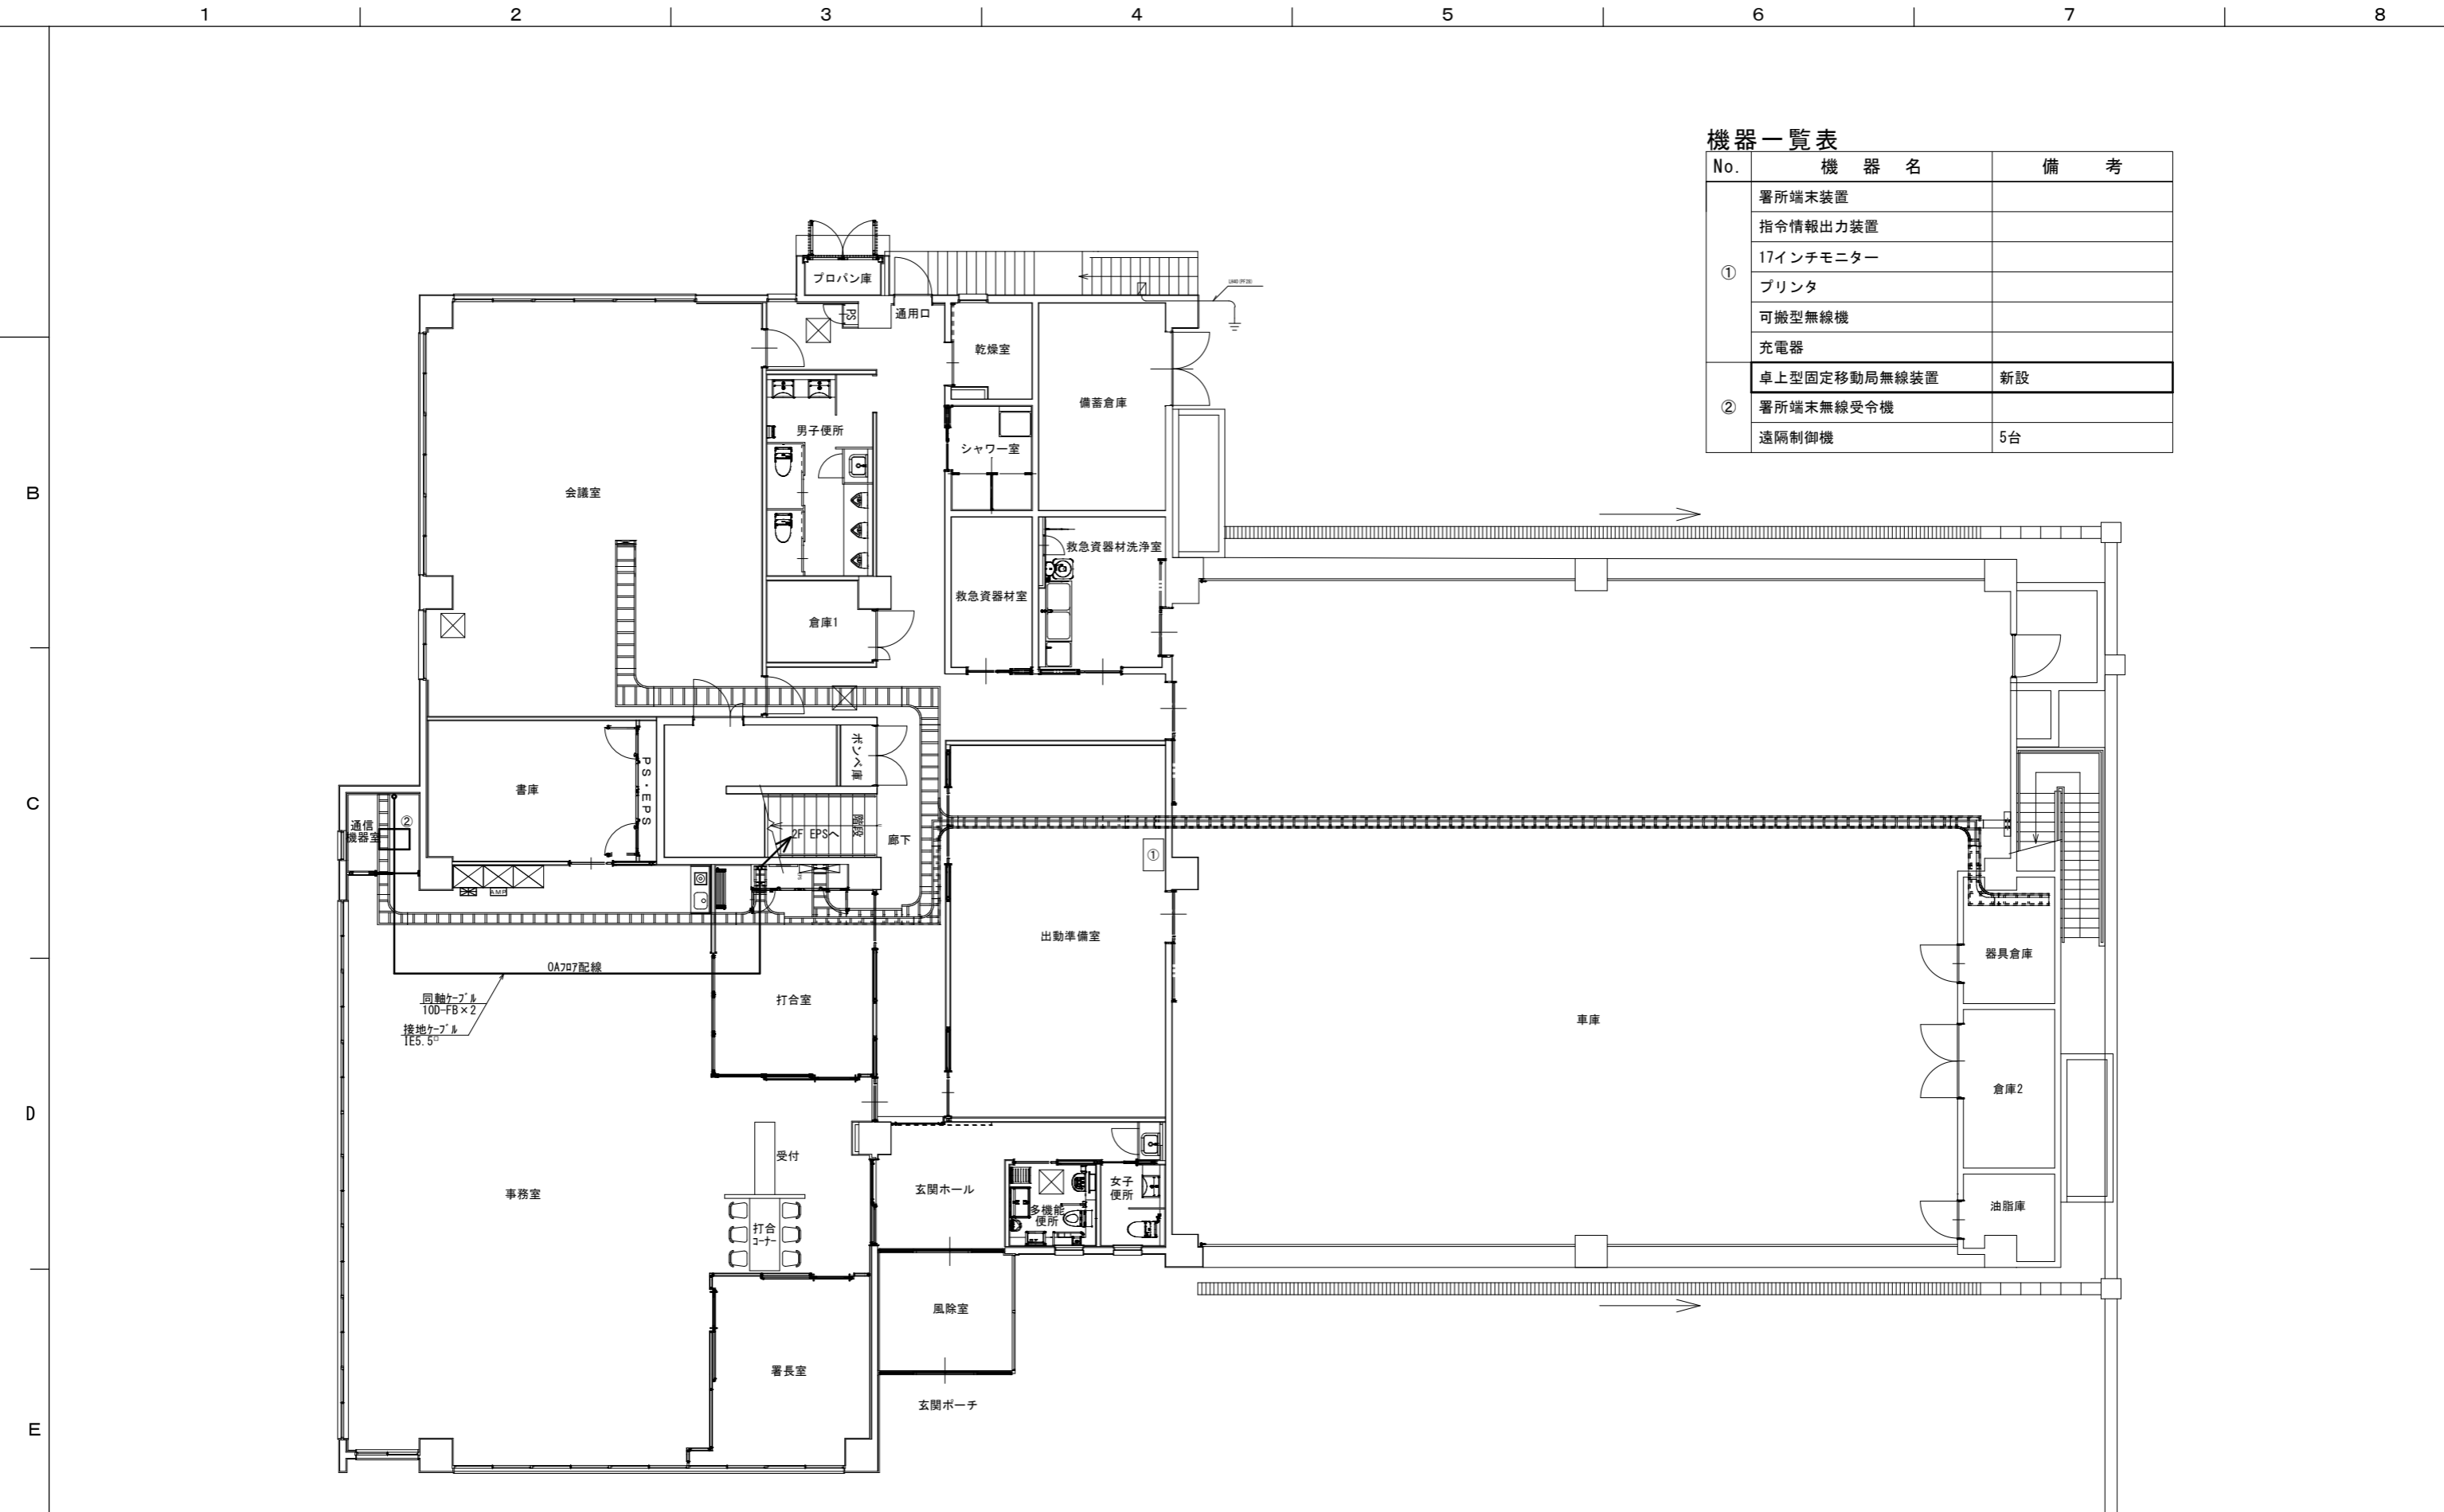 1 2 3 4 5 6 7 8
機器一覧表
No. 機器名 備考
① 署所端末装置
指令情報出力装置
17インチモニター
プリンタ
可搬型無線機
充電器
② 卓上型固定移動局無線装置 新設
署所端末無線受令機
遠隔制御機 5台
プロパン庫
PS
通用口
乾燥室
備蓄倉庫
男子便所
シャワー室
B
会議室
救急資器材洗浄室
救急資器材室
倉庫1
ボンベ庫
PS・EPS
書庫
C
通信
機器室
②
2F EPSへ
階段
廊下
①
AMP
出動準備室
器具倉庫
OAフロア配線
同軸ケーブル
10D-FB×2
接地ケーブル
IE5.5□
打合室
車庫
倉庫2
D
受付
事務室
玄関ホール
女子
便所
多機能
便所
油脂庫
打合
コーナー
風除室
署長室
玄関ポーチ
E